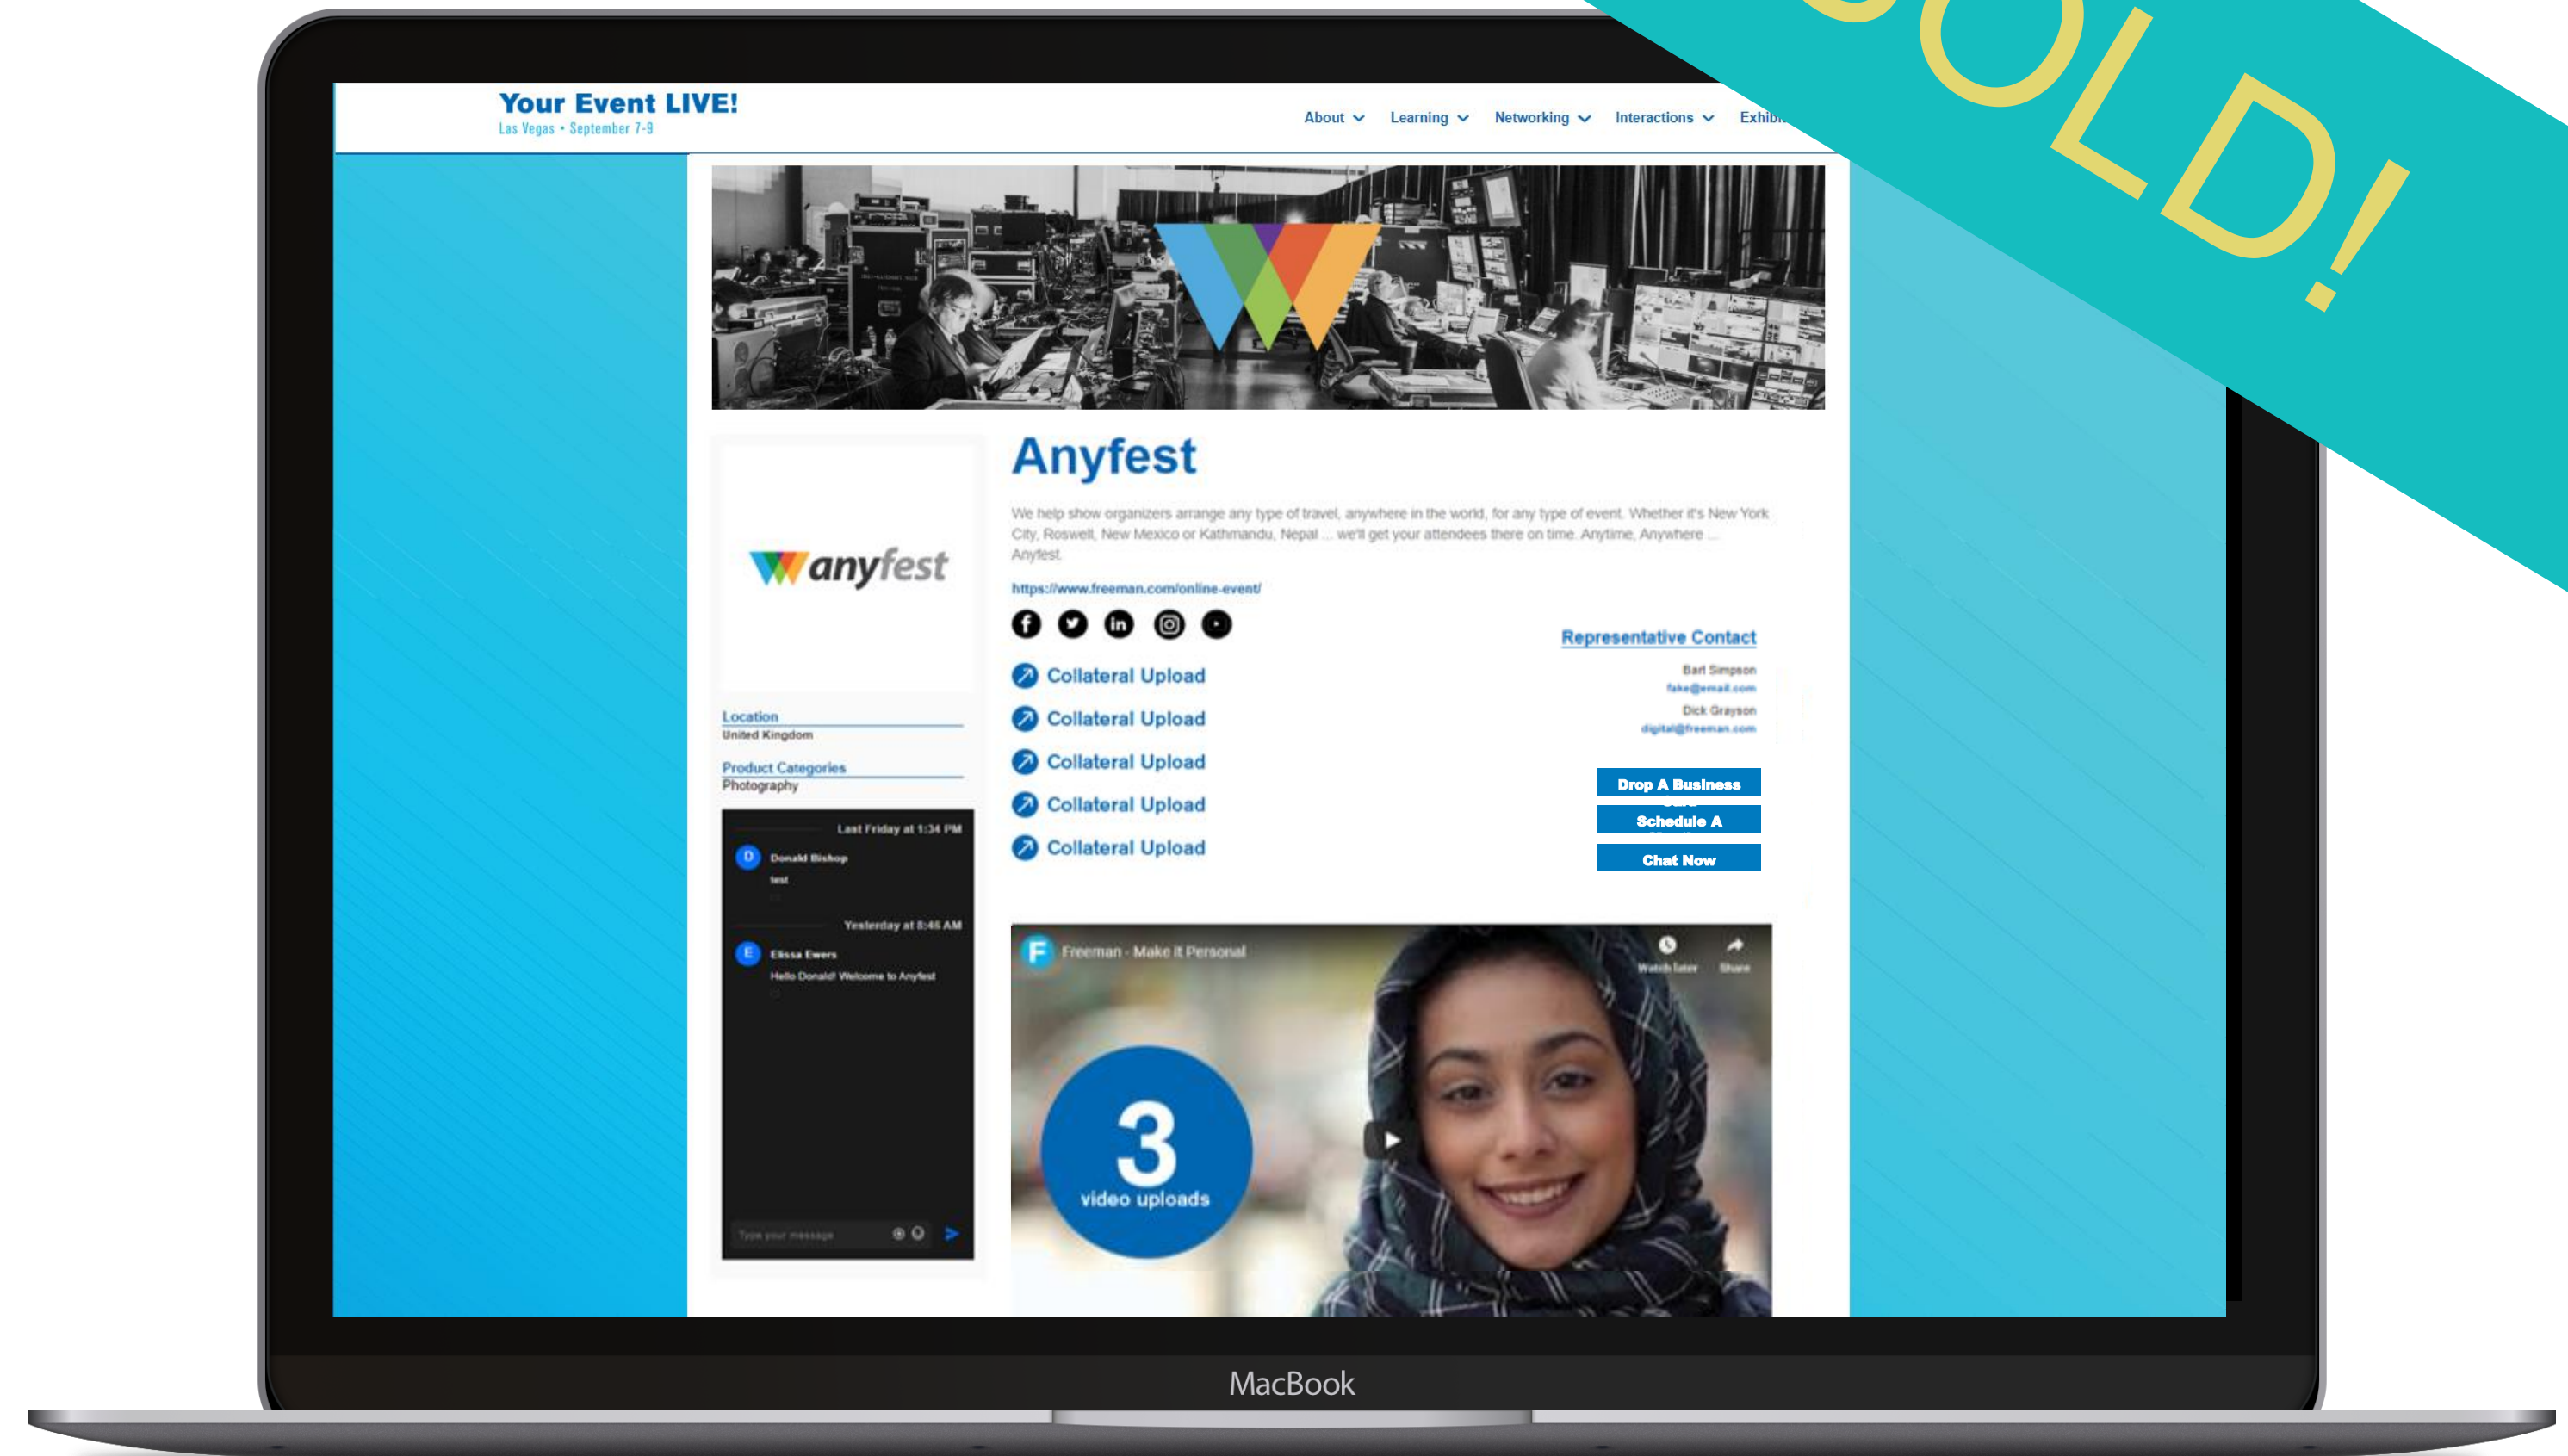 SOLD!
Your Event LIVE!
Las Vegas • September 7-9
About Learning Networking Interactions
Anyfest
We help show organizers arrange any type of travel, anywhere in the world, for any type of event. Whether it's New York
City, Roswell, New Mexico or Kathmandu, Nepal ... we'll get your attendees there on time. Anytime, Anywhere ...
Anyfest.
https://www.freeman.com/online-event/
anyfest
Location
United Kingdom
Product Categories
Photography
Collateral Upload
Collateral Upload
Collateral Upload
Collateral Upload
Collateral Upload
Representative Contact
Bart Simpson
fake@email.com
Dick Grayson
digital@freeman.com
Drop A Business
Schedule A
Chat Now
Last Friday at 1:34 PM
D Donald Bishop
test
Yesterday at 8:46 AM
E Elissa Ewers
Hello Donald! Welcome to Anyfest
Type your message
F Freeman - Make it Personal
Watch later Share
3
video uploads
MacBook